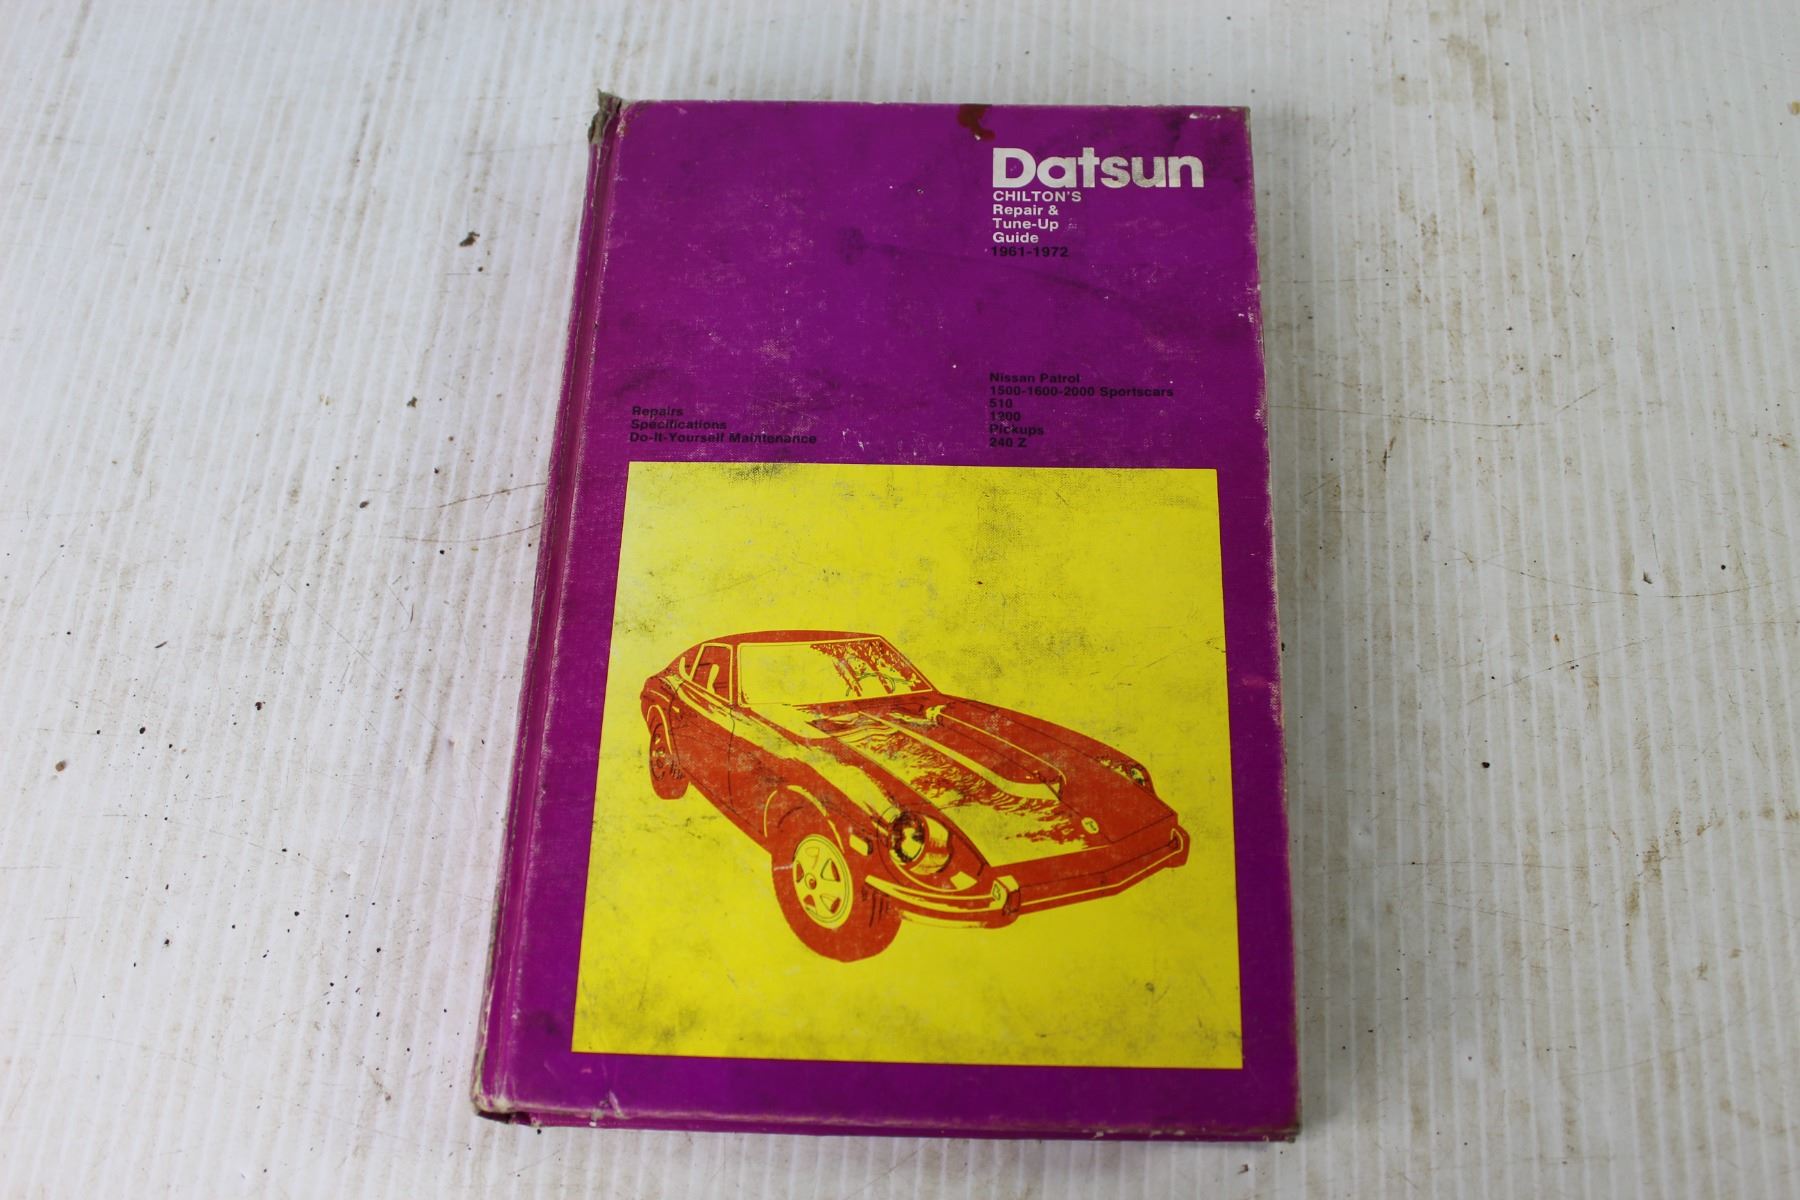 Datsun
CHILTON'S
Repair &
Tune-Up
Guide
1961-1972
Nissan Patrol
1500-1600-2000 Sportscars
510
1200
Pickups
240 Z
Repairs
Specifications
Do-It-Yourself Maintenance